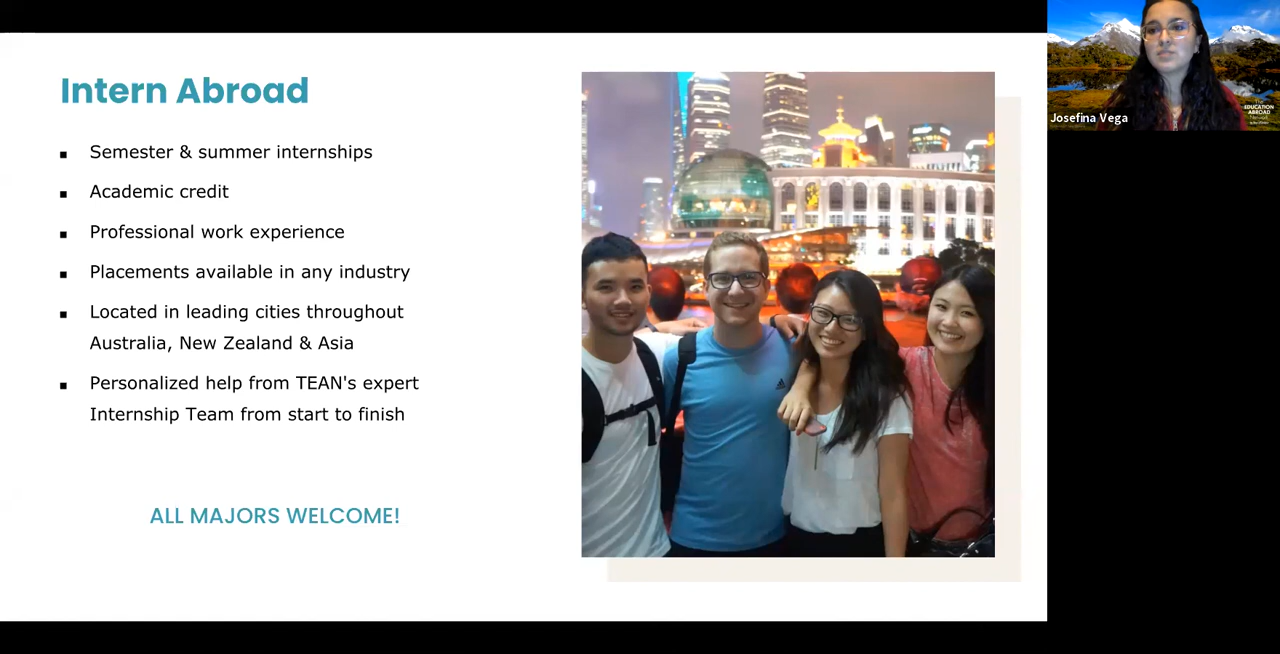 Intern Abroad
Semester & summer internships
Academic credit
Professional work experience
Placements available in any industry
Located in leading cities throughout
Australia, New Zealand & Asia
Personalized help from TEAN's expert
Internship Team from start to finish
ALL MAJORS WELCOME!
Josefina Vega
EDUCATION
ABROAD